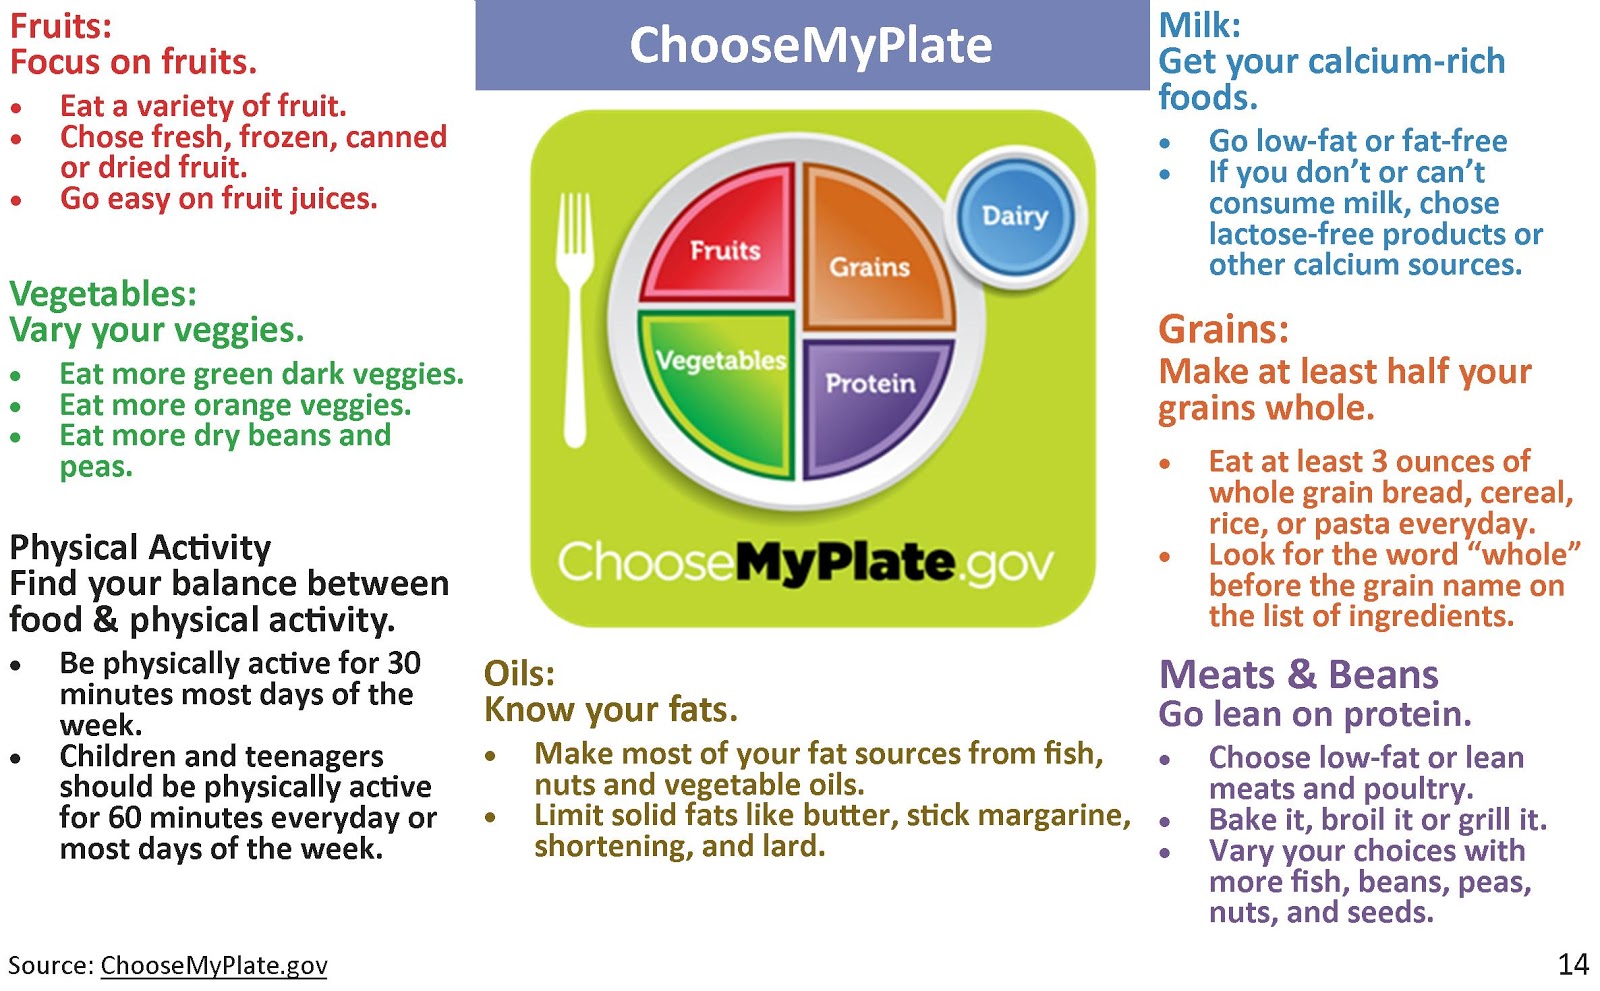 Fruits:
Focus on fruits.
• Eat a variety of fruit.
• Chose fresh, frozen, canned
or dried fruit.
• Go easy on fruit juices.
Vegetables:
Vary your veggies.
• Eat more green dark veggies.
• Eat more orange veggies.
• Eat more dry beans and
peas.
Physical Activity
Find your balance between
food & physical activity.
• Be physically active for 30
minutes most days of the
week.
• Children and teenagers
should be physically active
for 60 minutes everyday or
most days of the week.
ChooseMyPlate
Fruits
Grains
Dairy
Vegetables
Protein
ChooseMyPlate.gov
Oils:
Know your fats.
• Make most of your fat sources from fish,
nuts and vegetable oils.
• Limit solid fats like butter, stick margarine,
shortening, and lard.
Milk:
Get your calcium-rich
foods.
• Go low-fat or fat-free
• If you don’t or can’t
consume milk, chose
lactose-free products or
other calcium sources.
Grains:
Make at least half your
grains whole.
• Eat at least 3 ounces of
whole grain bread, cereal,
rice, or pasta everyday.
• Look for the word “whole”
before the grain name on
the list of ingredients.
Meats & Beans
Go lean on protein.
• Choose low-fat or lean
meats and poultry.
• Bake it, broil it or grill it.
• Vary your choices with
more fish, beans, peas,
nuts, and seeds.
Source: ChooseMyPlate.gov
14